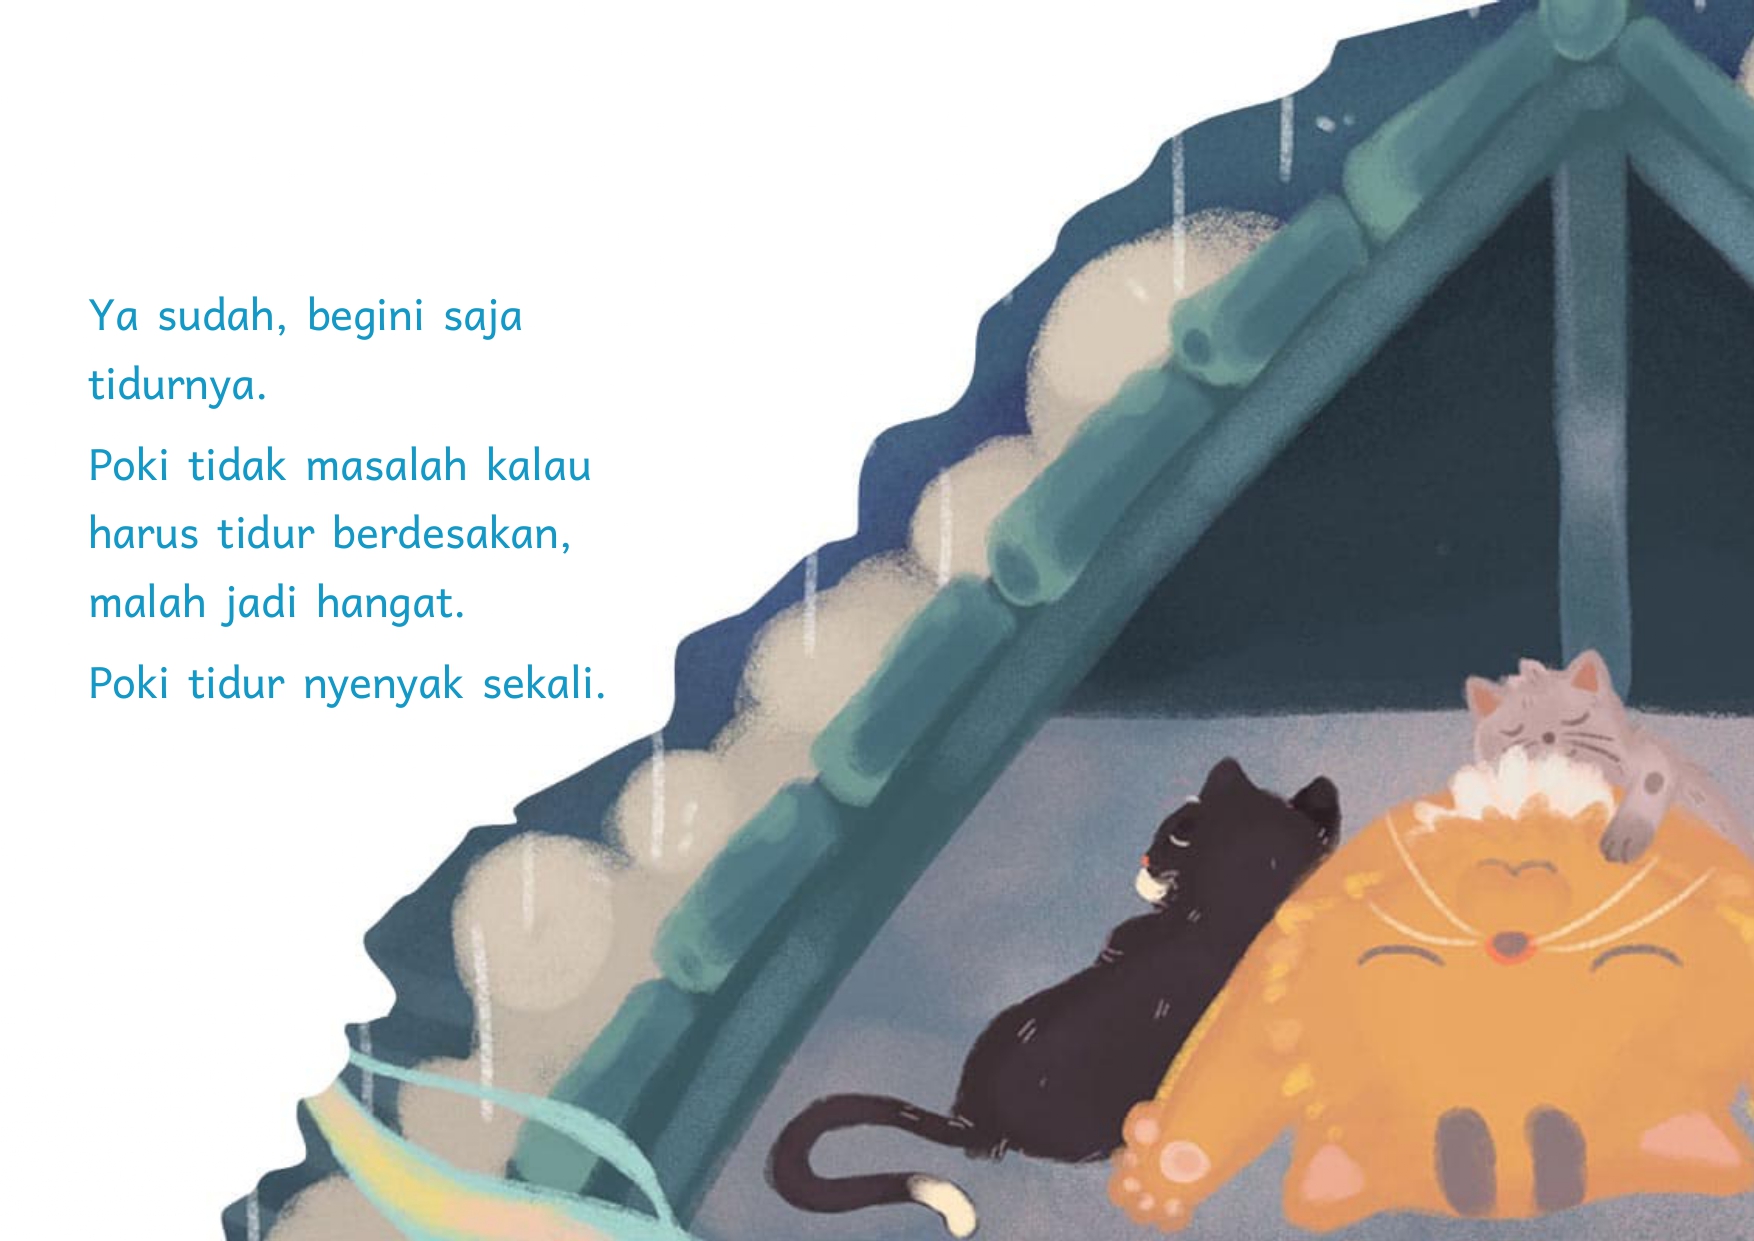 Ya sudah, begini saja
tidurnya.
Poki tidak masalah kalau
harus tidur berdesakan,
malah jadi hangat.
Poki tidur nyenyak sekali.